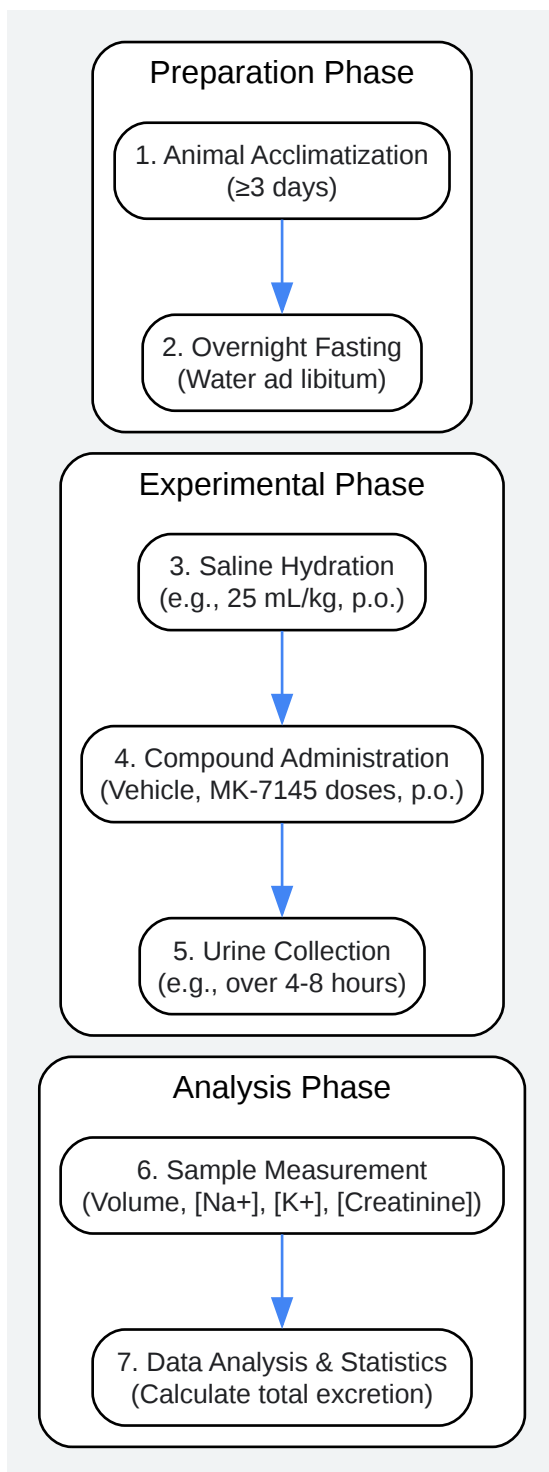 Preparation Phase
1. Animal Acclimatization
(≥3 days)
2. Overnight Fasting
(Water ad libitum)
Experimental Phase
3. Saline Hydration
(e.g., 25 mL/kg, p.o.)
4. Compound Administration
(Vehicle, MK-7145 doses, p.o.)
5. Urine Collection
(e.g., over 4-8 hours)
Analysis Phase
6. Sample Measurement
(Volume, [Na+], [K+], [Creatinine])
7. Data Analysis & Statistics
(Calculate total excretion)